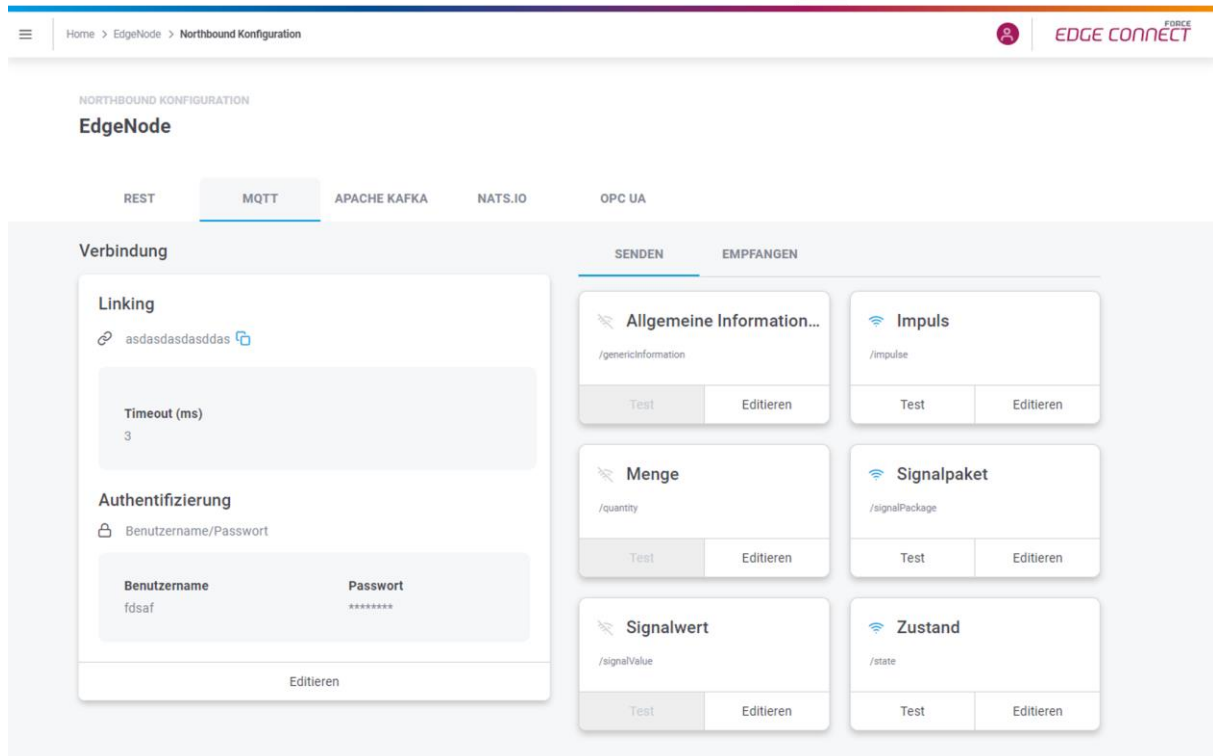 Home > EdgeNode > Northbound Konfiguration
FORCE
EDGE CONNECT
NORTHBOUND KONFIGURATION
EdgeNode
REST MQTT APACHE KAFKA NATS.IO OPC UA
Verbindung
SENDEN EMPFANGEN
Linking
asdasdasdasddas
Timeout (ms)
3
Authentifizierung
Benutzername/Passwort
Benutzername Passwort
fdsaf ********
Editieren
Allgemeine Information...
/genericInformation
Test Editieren
Impuls
/impulse
Test Editieren
Menge
/quantity
Test Editieren
Signalpaket
/signalPackage
Test Editieren
Signalwert
/signalValue
Test Editieren
Zustand
/state
Test Editieren